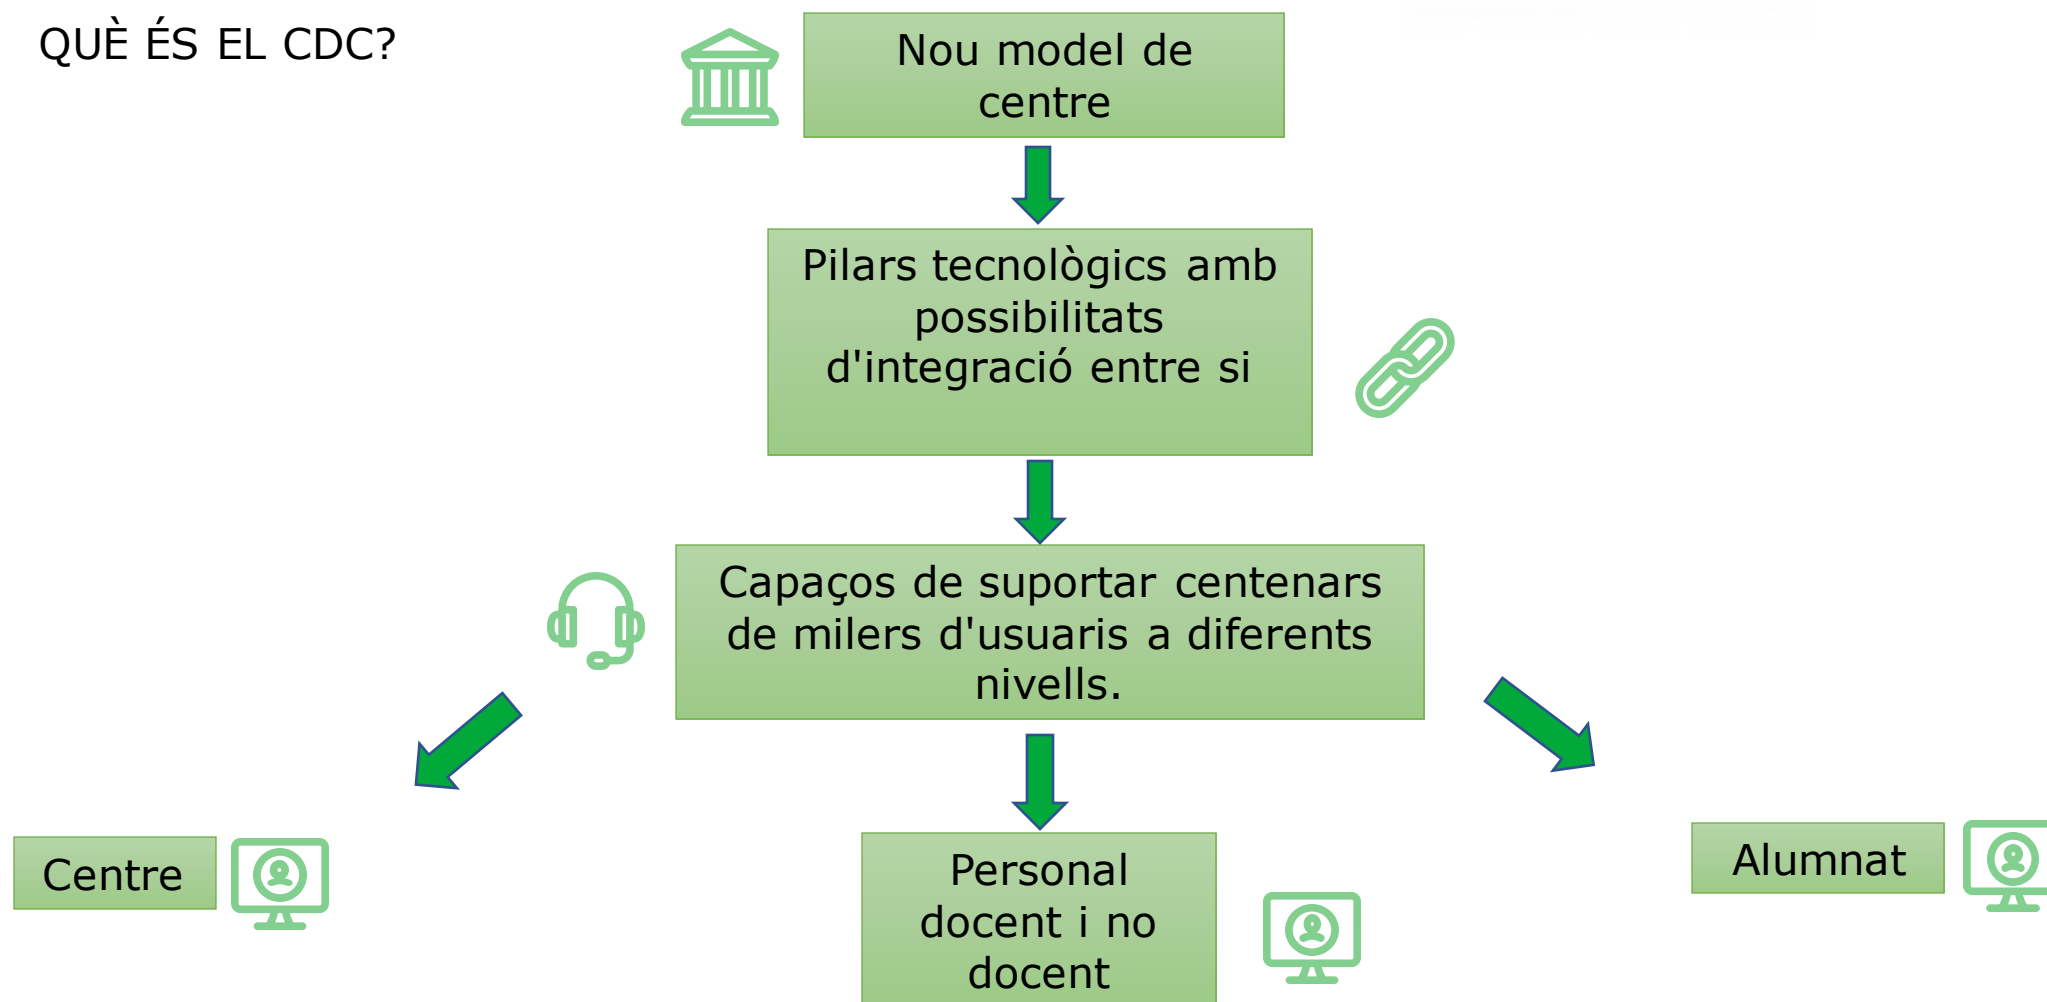 QUÈ ÉS EL CDC?
Nou model de
centre
Pilars tecnològics amb
possibilitats
d'integració entre si
Capaços de suportar centenars
de milers d'usuaris a diferents
nivells.
Centre
Personal
docent i no
docent
Alumnat